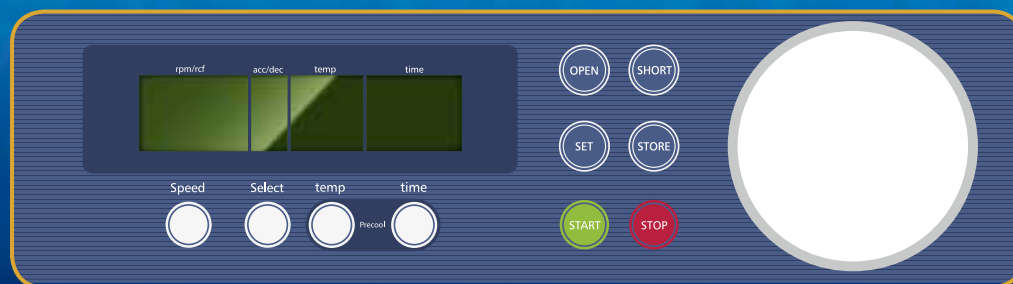 rpm/rcf acc/dec temp time
OPEN SHORT
SET STORE
Speed Select temp time
Precool
START STOP